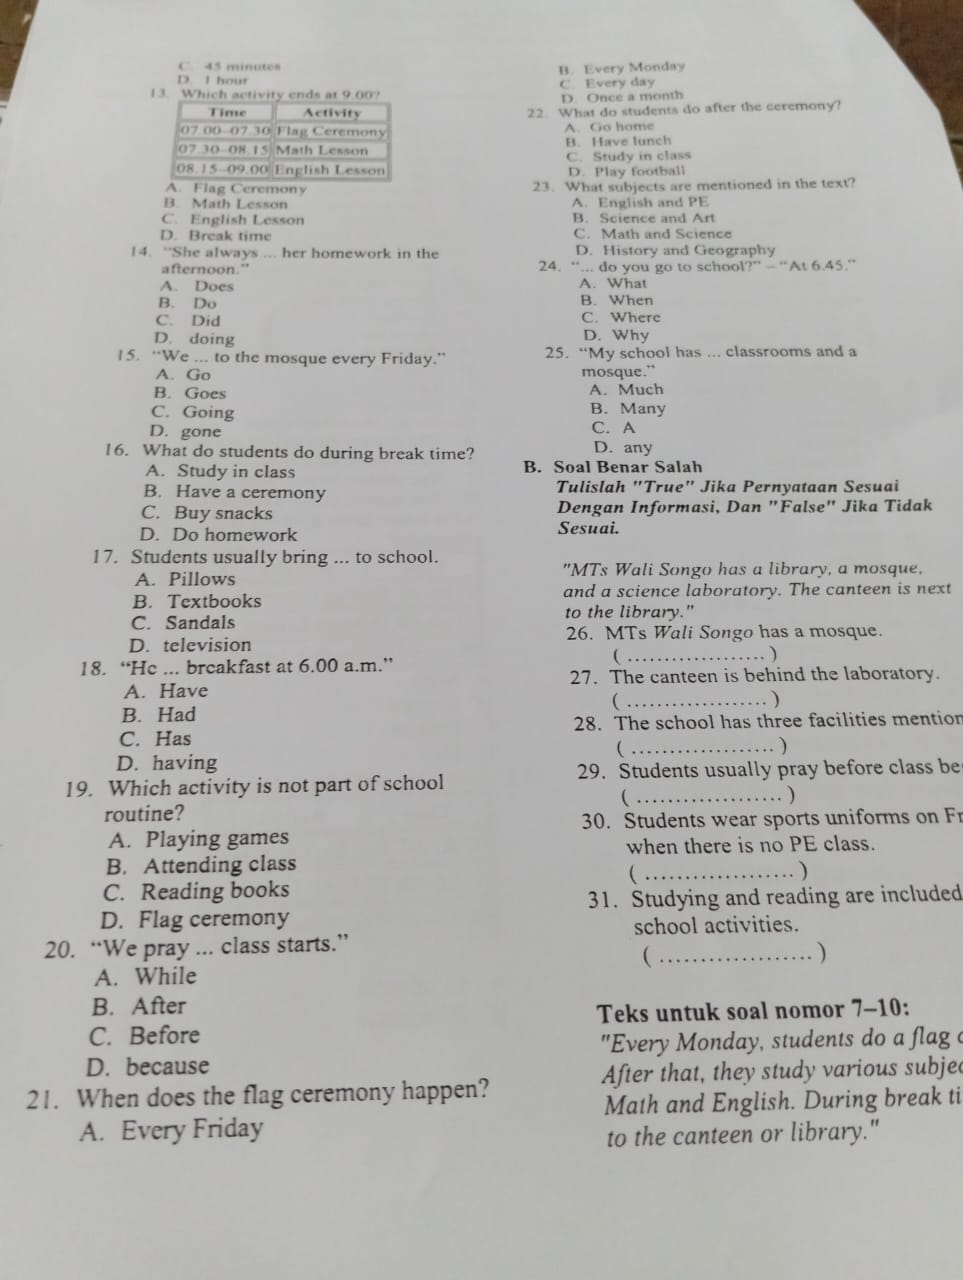 C. 45 minutes
D. 1 hour
13. Which activity ends at 9.00?
Time Activity
07.00-07.30 Flag Ceremony
07.30-08.15 Math Lesson
08.15-09.00 English Lesson
A. Flag Ceremony
B. Math Lesson
C. English Lesson
D. Break time
14. "She always ... her homework in the
afternoon."
A. Does
B. Do
C. Did
D. doing
15. "We ... to the mosque every Friday."
A. Go
B. Goes
C. Going
D. gone
16. What do students do during break time?
A. Study in class
B. Have a ceremony
C. Buy snacks
D. Do homework
17. Students usually bring ... to school.
A. Pillows
B. Textbooks
C. Sandals
D. television
18. "He ... breakfast at 6.00 a.m."
A. Have
B. Had
C. Has
D. having
19. Which activity is not part of school
routine?
A. Playing games
B. Attending class
C. Reading books
D. Flag ceremony
20. "We pray ... class starts."
A. While
B. After
C. Before
D. because
21. When does the flag ceremony happen?
A. Every Friday
B. Every Monday
C. Every day
D. Once a month
22. What do students do after the ceremony?
A. Go home
B. Have lunch
C. Study in class
D. Play football
23. What subjects are mentioned in the text?
A. English and PE
B. Science and Art
C. Math and Science
D. History and Geography
24. "... do you go to school?" – "At 6.45."
A. What
B. When
C. Where
D. Why
25. "My school has ... classrooms and a
mosque."
A. Much
B. Many
C. A
D. any
B. Soal Benar Salah
Tulislah "True" Jika Pernyataan Sesuai
Dengan Informasi, Dan "False" Jika Tidak
Sesuai.
"MTs Wali Songo has a library, a mosque,
and a science laboratory. The canteen is next
to the library."
26. MTs Wali Songo has a mosque.
( ................... )
27. The canteen is behind the laboratory.
( ................... )
28. The school has three facilities mention
( ................... )
29. Students usually pray before class be
( ................... )
30. Students wear sports uniforms on Fr
when there is no PE class.
( ................... )
31. Studying and reading are included
school activities.
( ................... )
Teks untuk soal nomor 7–10:
"Every Monday, students do a flag
After that, they study various subjec
Math and English. During break ti
to the canteen or library."